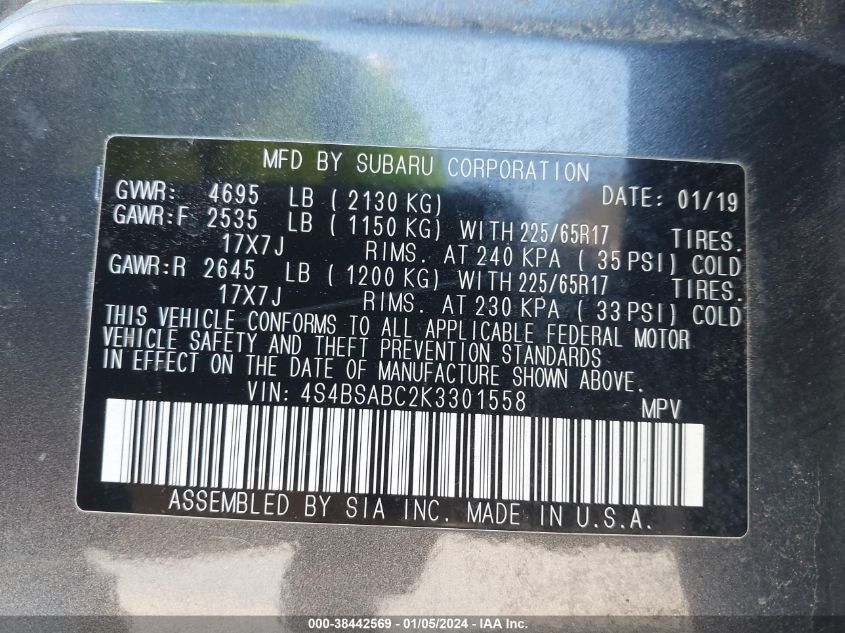 MFD BY SUBARU CORPORATION
GVWR: 4695 LB ( 2130 KG) DATE: 01/19
GAWR:F 2535 LB ( 1150 KG) WITH 225/65R17 TIRES.
17X7J RIMS. AT 240 KPA ( 35 PSI) COLD
GAWR:R 2645 LB ( 1200 KG) WITH 225/65R17 TIRES.
17X7J RIMS. AT 230 KPA ( 33 PSI) COLD
THIS VEHICLE CONFORMS TO ALL APPLICABLE FEDERAL MOTOR
VEHICLE SAFETY AND THEFT PREVENTION STANDARDS
IN EFFECT ON THE DATE OF MANUFACTURE SHOWN ABOVE.
VIN: 4S4BSABC2K3301558 MPV
ASSEMBLED BY SIA INC. MADE IN U.S.A.
000-38442569 - 01/05/2024 - IAA Inc.